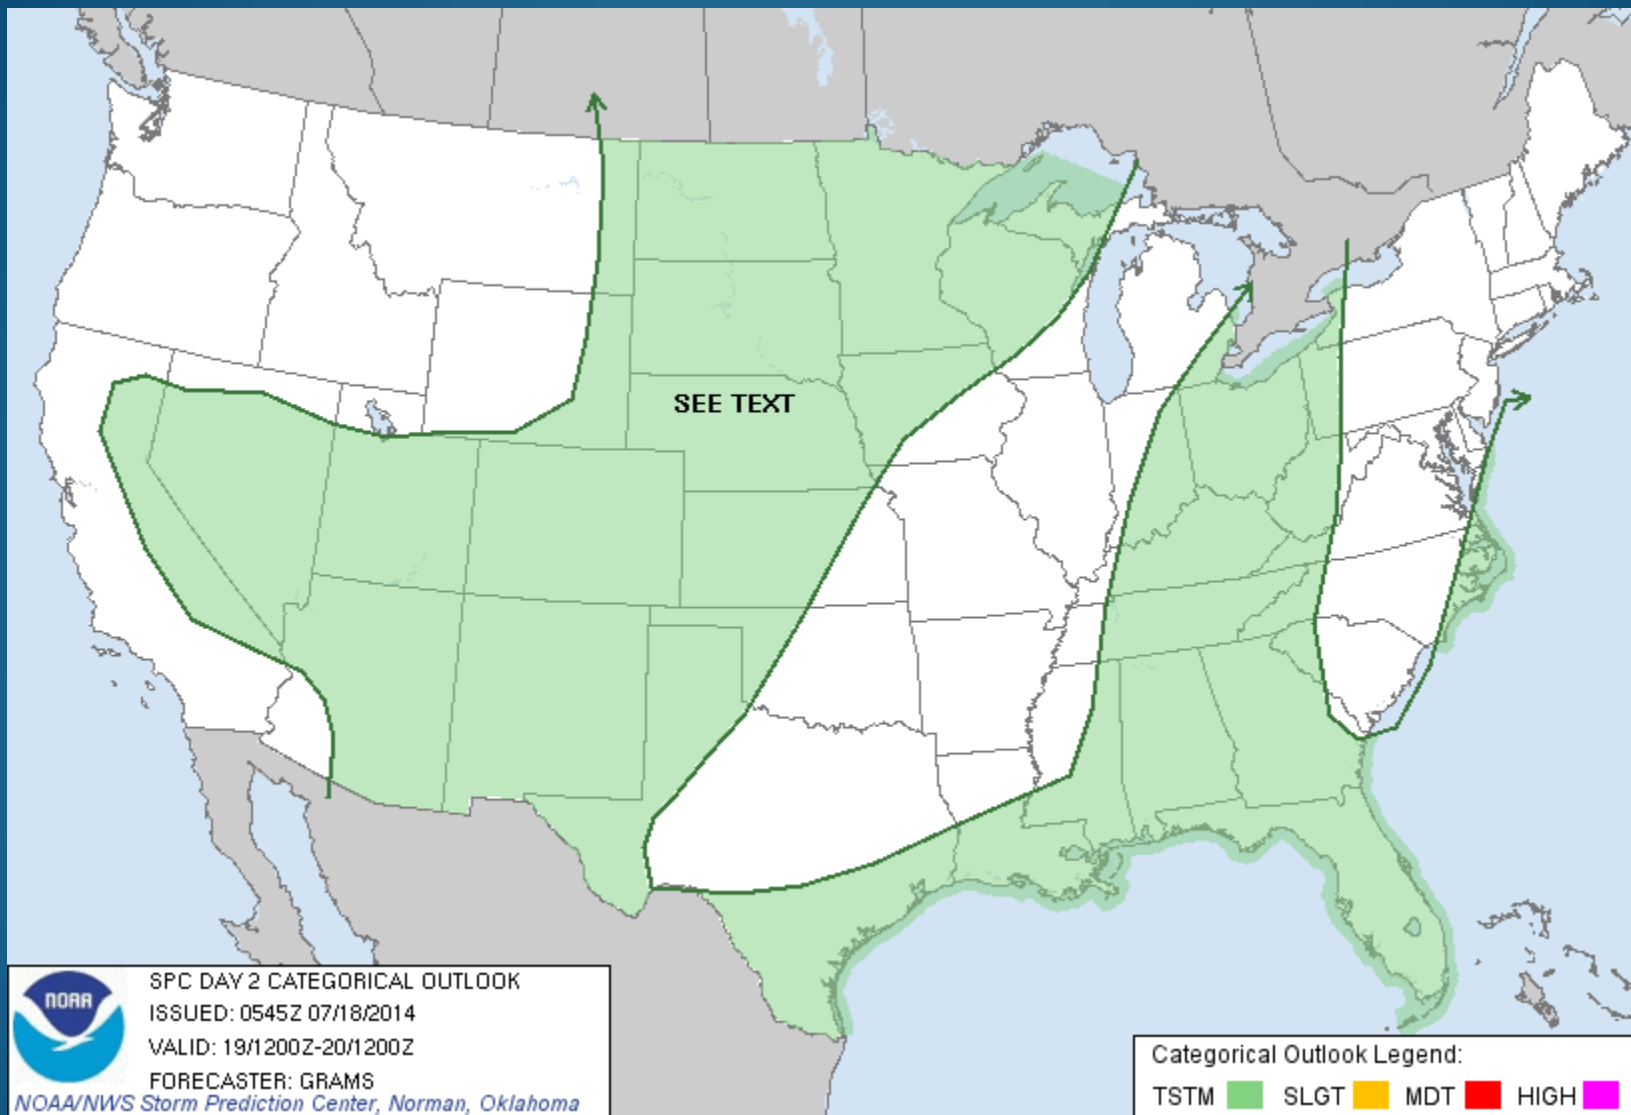 SEE TEXT
NOAA
SPC DAY 2 CATEGORICAL OUTLOOK
ISSUED: 0545Z 07/18/2014
VALID: 19/1200Z-20/1200Z
FORECASTER: GRAMS
NOAA/NWS Storm Prediction Center, Norman, Oklahoma
Categorical Outlook Legend:
TSTM SLGT MDT HIGH